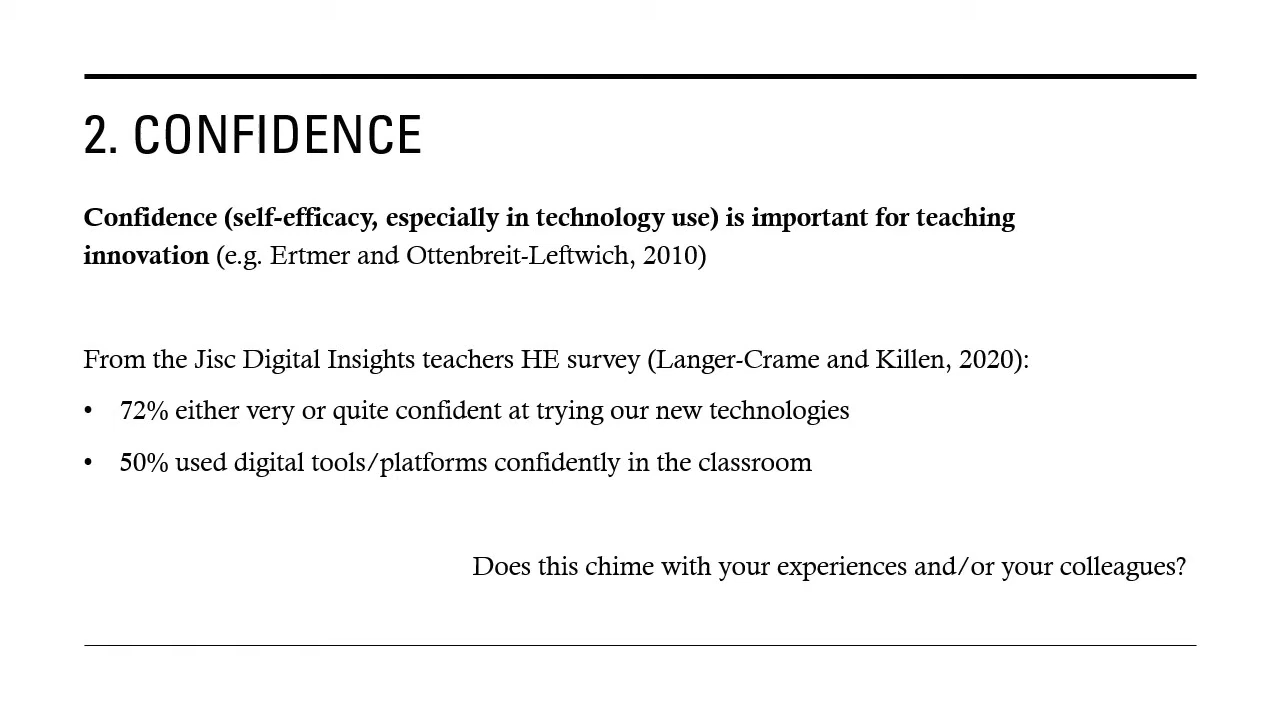 2. CONFIDENCE
Confidence (self-efficacy, especially in technology use) is important for teaching
innovation (e.g. Ertmer and Ottenbreit-Leftwich, 2010)
From the Jisc Digital Insights teachers HE survey (Langer-Crame and Killen, 2020):
• 72% either very or quite confident at trying our new technologies
• 50% used digital tools/platforms confidently in the classroom
Does this chime with your experiences and/or your colleagues?